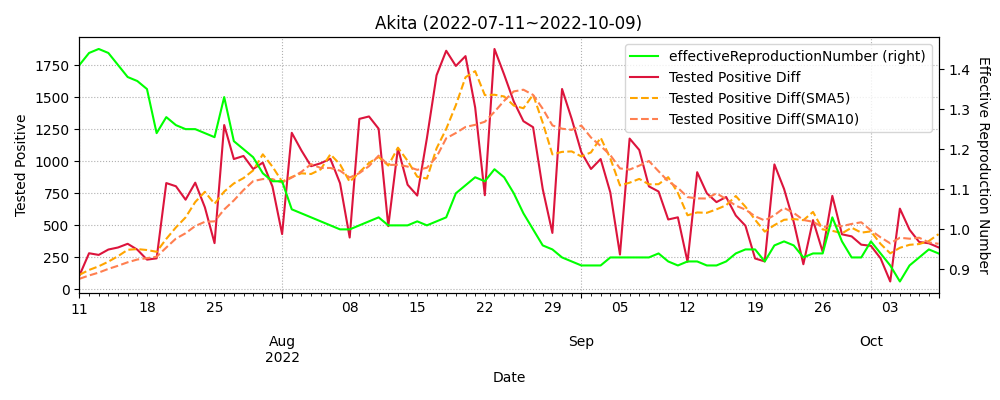 Akita (2022-07-11~2022-10-09)
effectiveReproductionNumber (right)
Tested Positive Diff
Tested Positive Diff(SMA5)
Tested Positive Diff(SMA10)
Tested Positive
1750
1500
1250
1000
750
500
250
0
1.4
1.3
1.2
1.1
1.0
0.9
Effective Reproduction Number
11 18 25 08 15 22 29 05 12 19 26 03
Aug Sep Oct
2022
Date